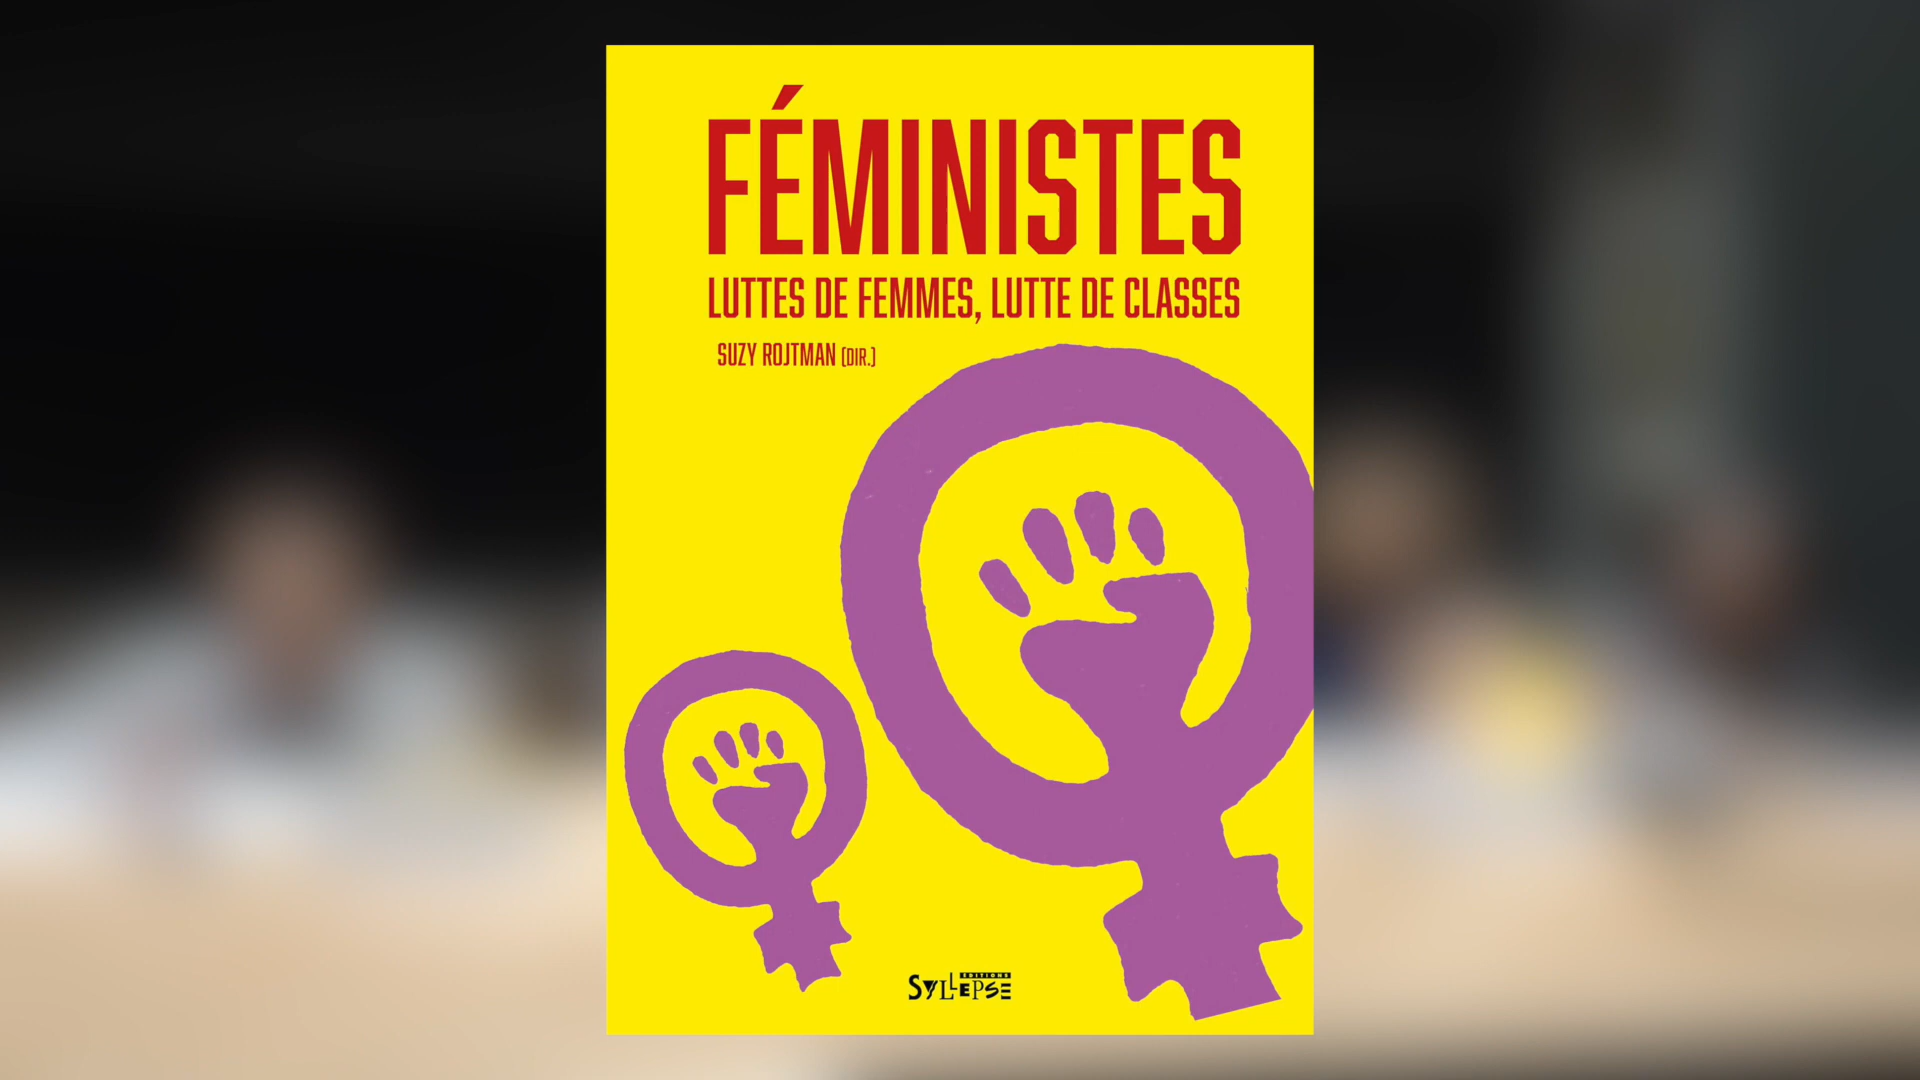 FÉMINISTES
LUTTES DE FEMMES, LUTTE DE CLASSES
SUZY ROJTMAN (DIR.)
EDITIONS
SYLLEPSE